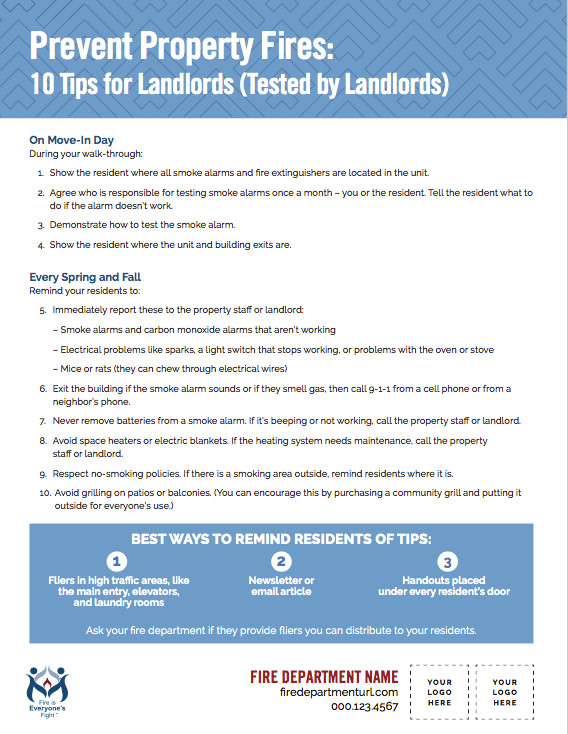 Prevent Property Fires:
10 Tips for Landlords (Tested by Landlords)
On Move-In Day
During your walk-through:
1. Show the resident where all smoke alarms and fire extinguishers are located in the unit.
2. Agree who is responsible for testing smoke alarms once a month – you or the resident. Tell the resident what to
do if the alarm doesn't work.
3. Demonstrate how to test the smoke alarm.
4. Show the resident where the unit and building exits are.
Every Spring and Fall
Remind your residents to:
5. Immediately report these to the property staff or landlord:
– Smoke alarms and carbon monoxide alarms that aren't working
– Electrical problems like sparks, a light switch that stops working, or problems with the oven or stove
– Mice or rats (they can chew through electrical wires)
6. Exit the building if the smoke alarm sounds or if they smell gas, then call 9-1-1 from a cell phone or from a
neighbor's phone.
7. Never remove batteries from a smoke alarm. If it's beeping or not working, call the property staff or landlord.
8. Avoid space heaters or electric blankets. If the heating system needs maintenance, call the property
staff or landlord.
9. Respect no-smoking policies. If there is a smoking area outside, remind residents where it is.
10. Avoid grilling on patios or balconies. (You can encourage this by purchasing a community grill and putting it
outside for everyone's use.)
BEST WAYS TO REMIND RESIDENTS OF TIPS:
1
Fliers in high traffic areas, like
the main entry, elevators,
and laundry rooms
2
Newsletter or
email article
3
Handouts placed
under every resident's door
Ask your fire department if they provide fliers you can distribute to your residents.
Fire is
Everyone's
Fight™
FIRE DEPARTMENT NAME
firedepartmenturl.com
000.123.4567
YOUR
LOGO
HERE
YOUR
LOGO
HERE